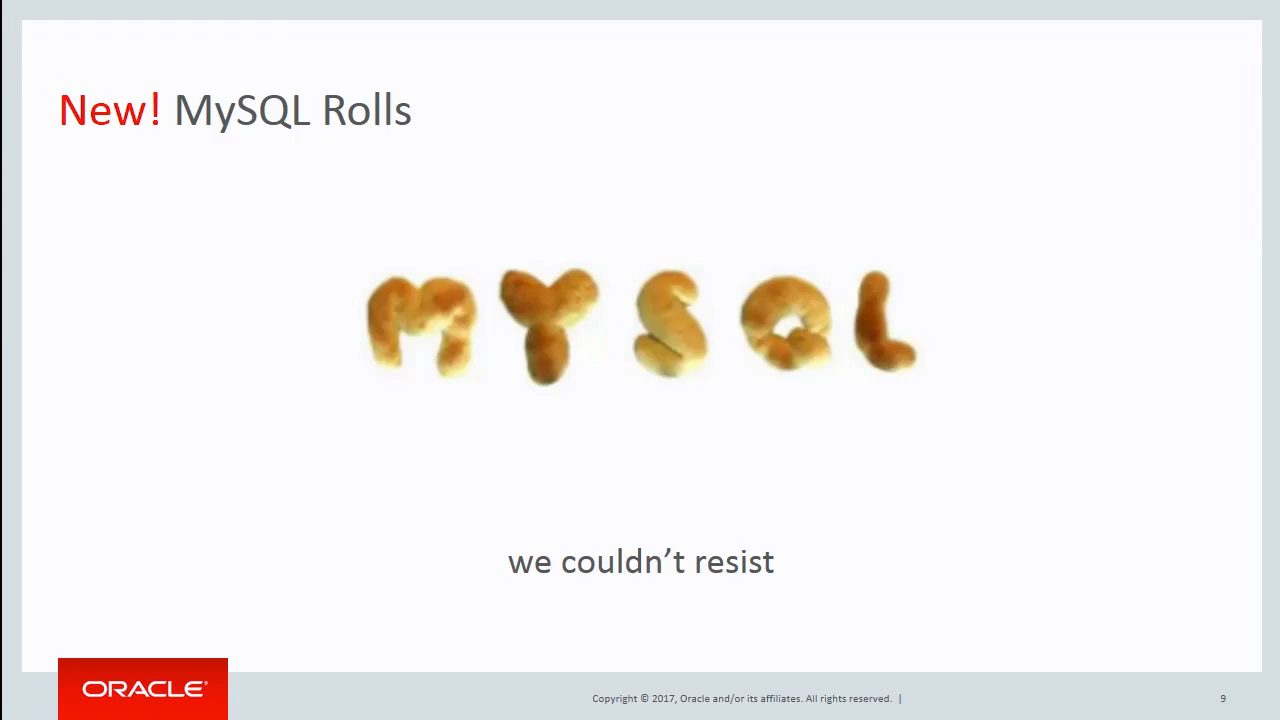 New! MySQL Rolls
MYSQL
we couldn’t resist
ORACLE®
Copyright © 2017, Oracle and/or its affiliates. All rights reserved. |
9